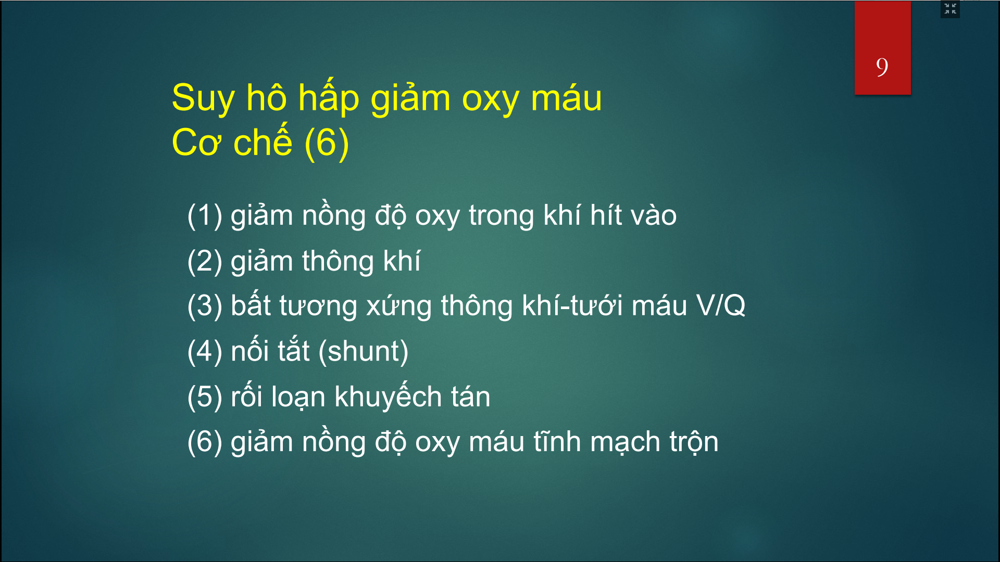 9
Suy hô hấp giảm oxy máu
Cơ chế (6)
(1) giảm nồng độ oxy trong khí hít vào
(2) giảm thông khí
(3) bất tương xứng thông khí-tưới máu V/Q
(4) nối tắt (shunt)
(5) rối loạn khuyếch tán
(6) giảm nồng độ oxy máu tĩnh mạch trộn